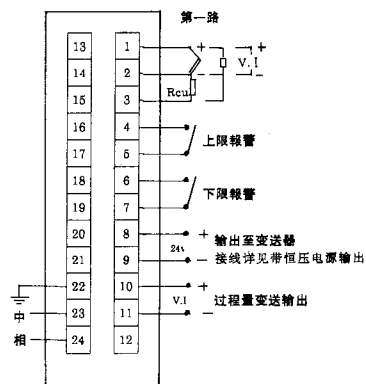 第一路
13 1 + + V.I
14 2 − −
15 3 Rcu
16 4
17 5 上限報警
18 6
19 7 下限報警
20 8 + 输出至变送器
24v
21 9 − 接线详见带恒压电源输出
22 10 +
V.I 过程量变送输出
中 23 11 −
相 24 12